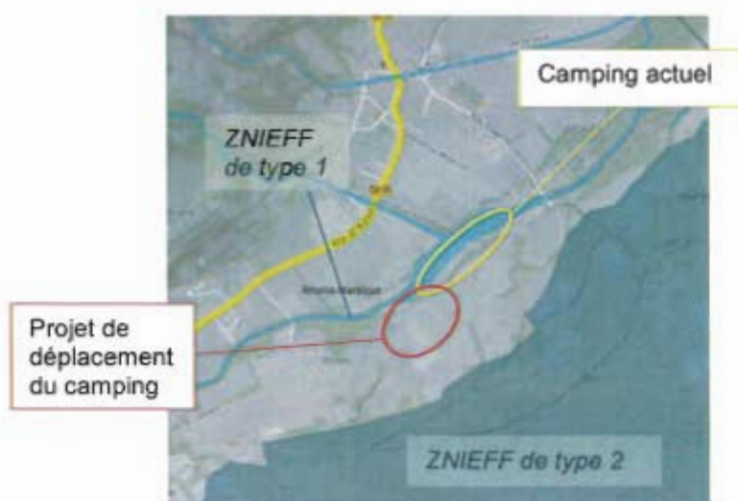 Camping actuel
ZNIEFF
de type 1
Projet de
déplacement
du camping
ZNIEFF de type 2